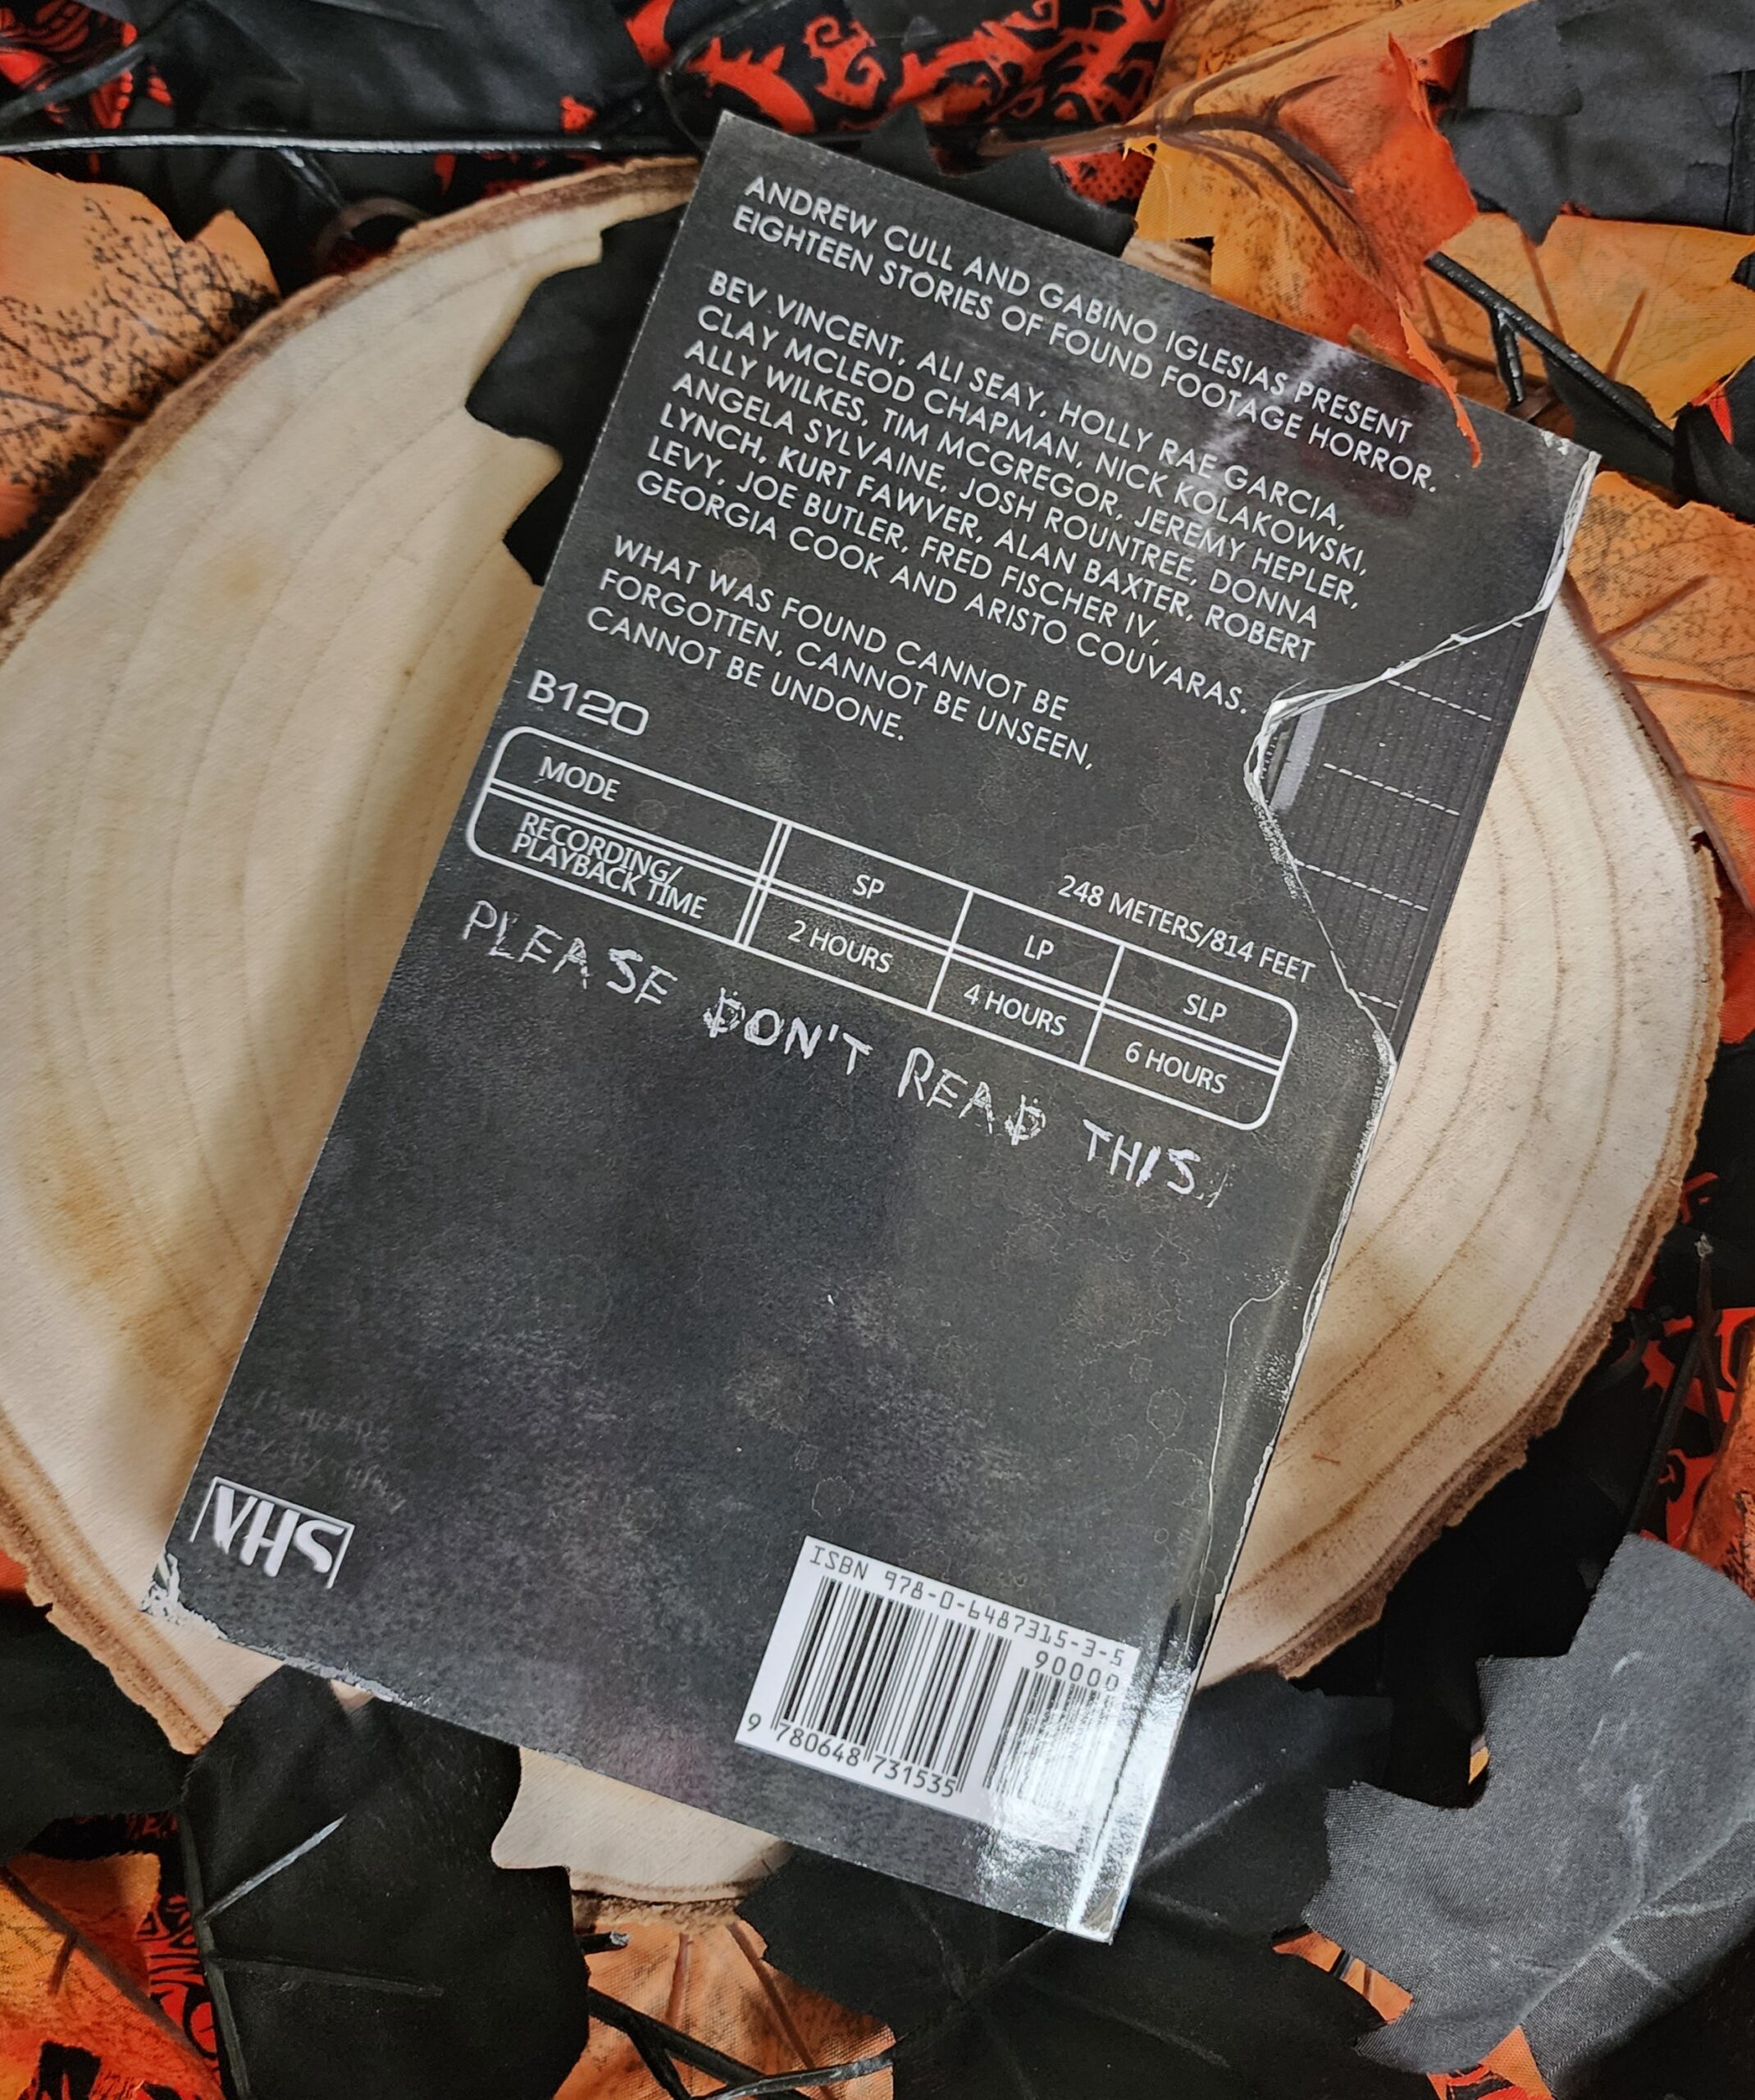 ANDREW CULL AND GABINO IGLESIAS PRESENT
EIGHTEEN STORIES OF FOUND FOOTAGE HORROR.
BEV VINCENT, ALI SEAY, HOLLY RAE GARCIA,
CLAY MCLEOD CHAPMAN, NICK KOLAKOWSKI,
ALLY WILKES, TIM MCGREGOR, JEREMY HEPLER,
ANGELA SYLVAINE, JOSH ROUNTREE, DONNA
LYNCH, KURT FAWVER, ALAN BAXTER, ROBERT
LEVY, JOE BUTLER, FRED FISCHER IV,
GEORGIA COOK AND ARISTO COUVARAS.
WHAT WAS FOUND CANNOT BE
FORGOTTEN, CANNOT BE UNSEEN,
CANNOT BE UNDONE.
B120
248 METERS/814 FEET
MODE SP LP SLP
RECORDING/
PLAYBACK TIME 2 HOURS 4 HOURS 6 HOURS
PLEASE DON'T READ THIS.
VHS
ISBN 978-0-6487315-3-5
90000
9 780648 731535